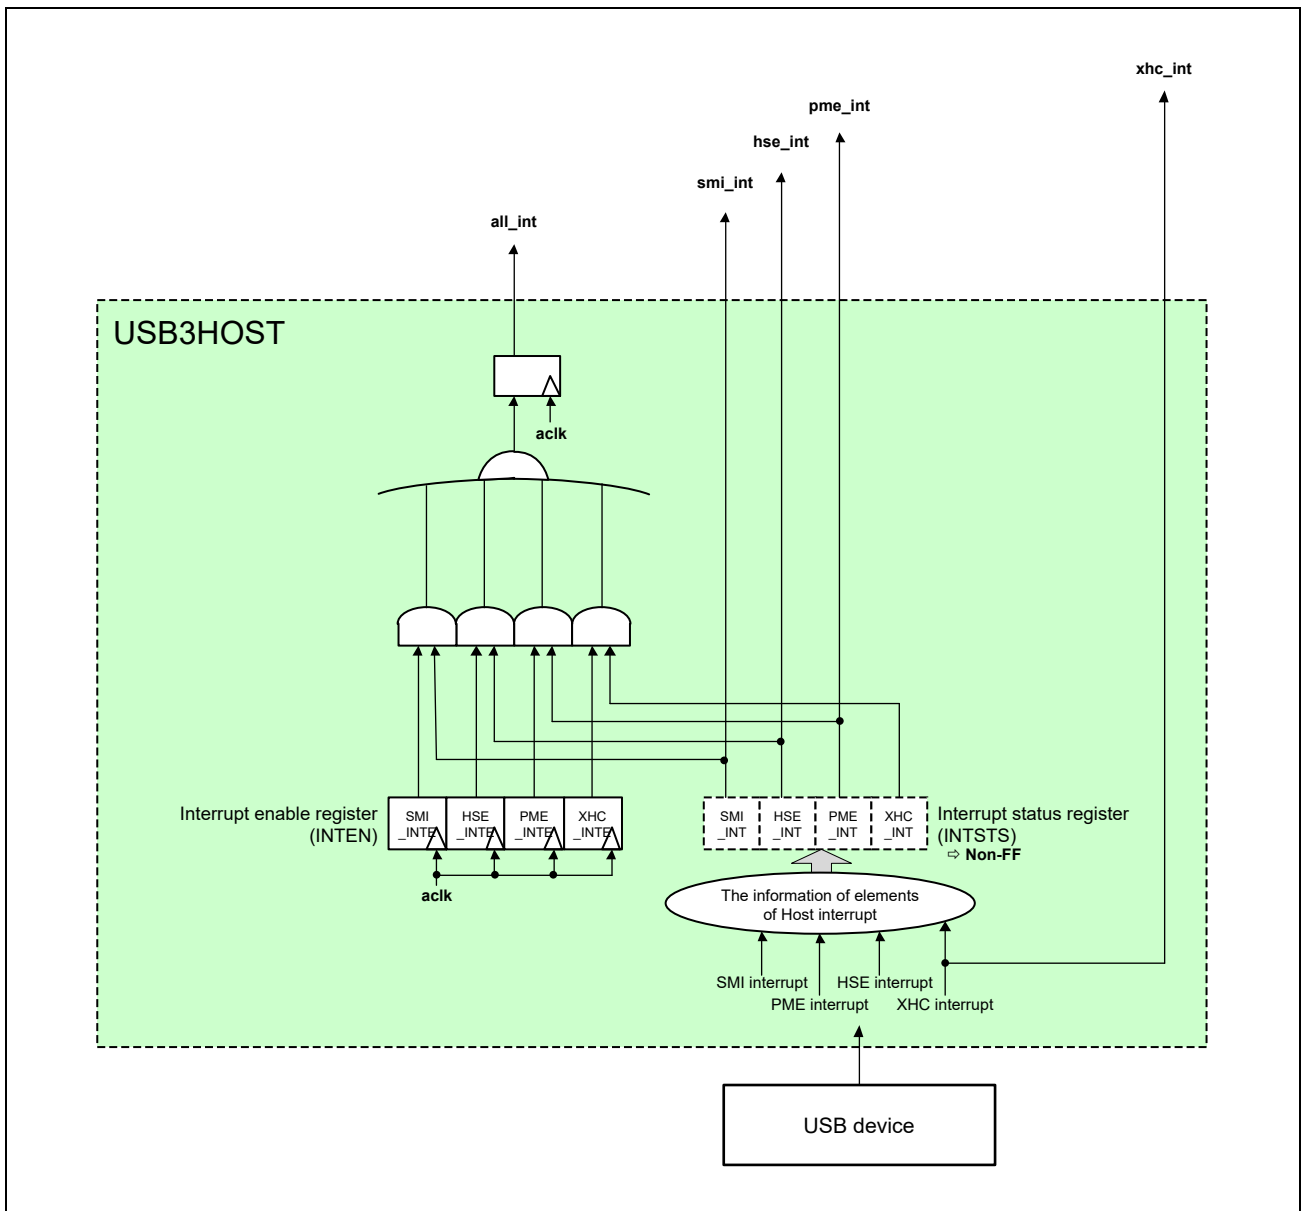 xhc_int
pme_int
hse_int
smi_int
all_int
USB3HOST
aclk
Interrupt enable register
(INTEN)
SMI
_INTE
HSE
_INTE
PME
_INTE
XHC
_INTE
aclk
SMI
_INT
HSE
_INT
PME
_INT
XHC
_INT
Interrupt status register
(INTSTS)
⇨ Non-FF
The information of elements
of Host interrupt
SMI interrupt
HSE interrupt
PME interrupt
XHC interrupt
USB device